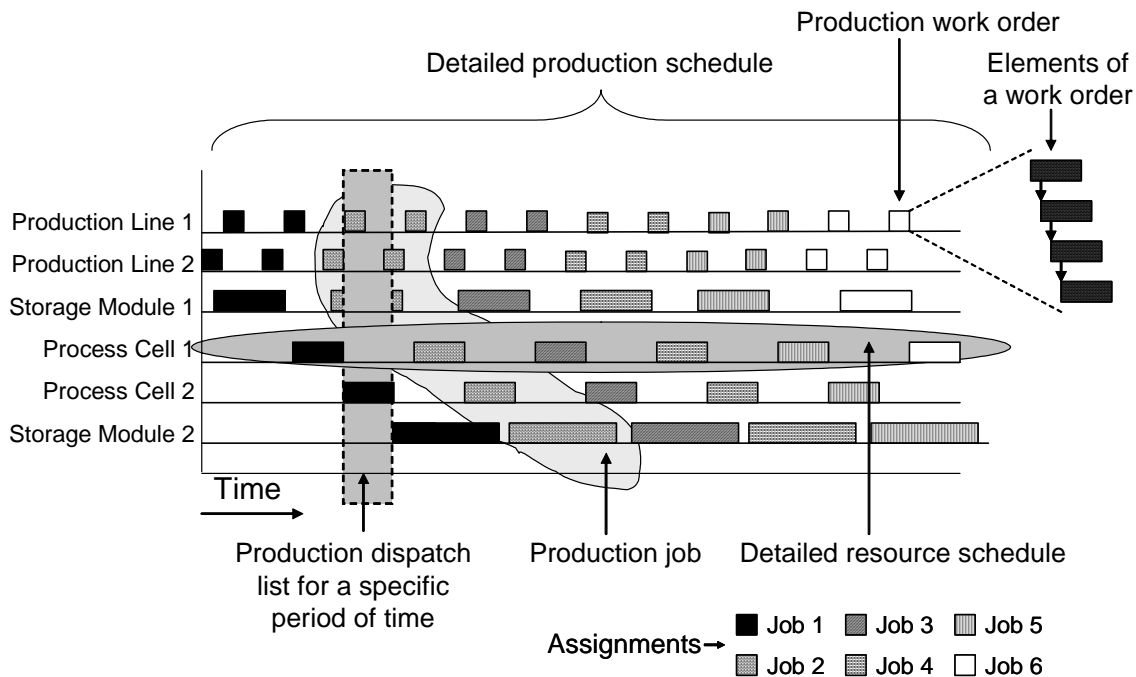 Production work order
Detailed production schedule
Elements of
a work order
Production Line 1
Production Line 2
Storage Module 1
Process Cell 1
Process Cell 2
Storage Module 2
Time
Production dispatch
list for a specific
period of time
Production job
Detailed resource schedule
Assignments
Job 1
Job 3
Job 5
Job 2
Job 4
Job 6